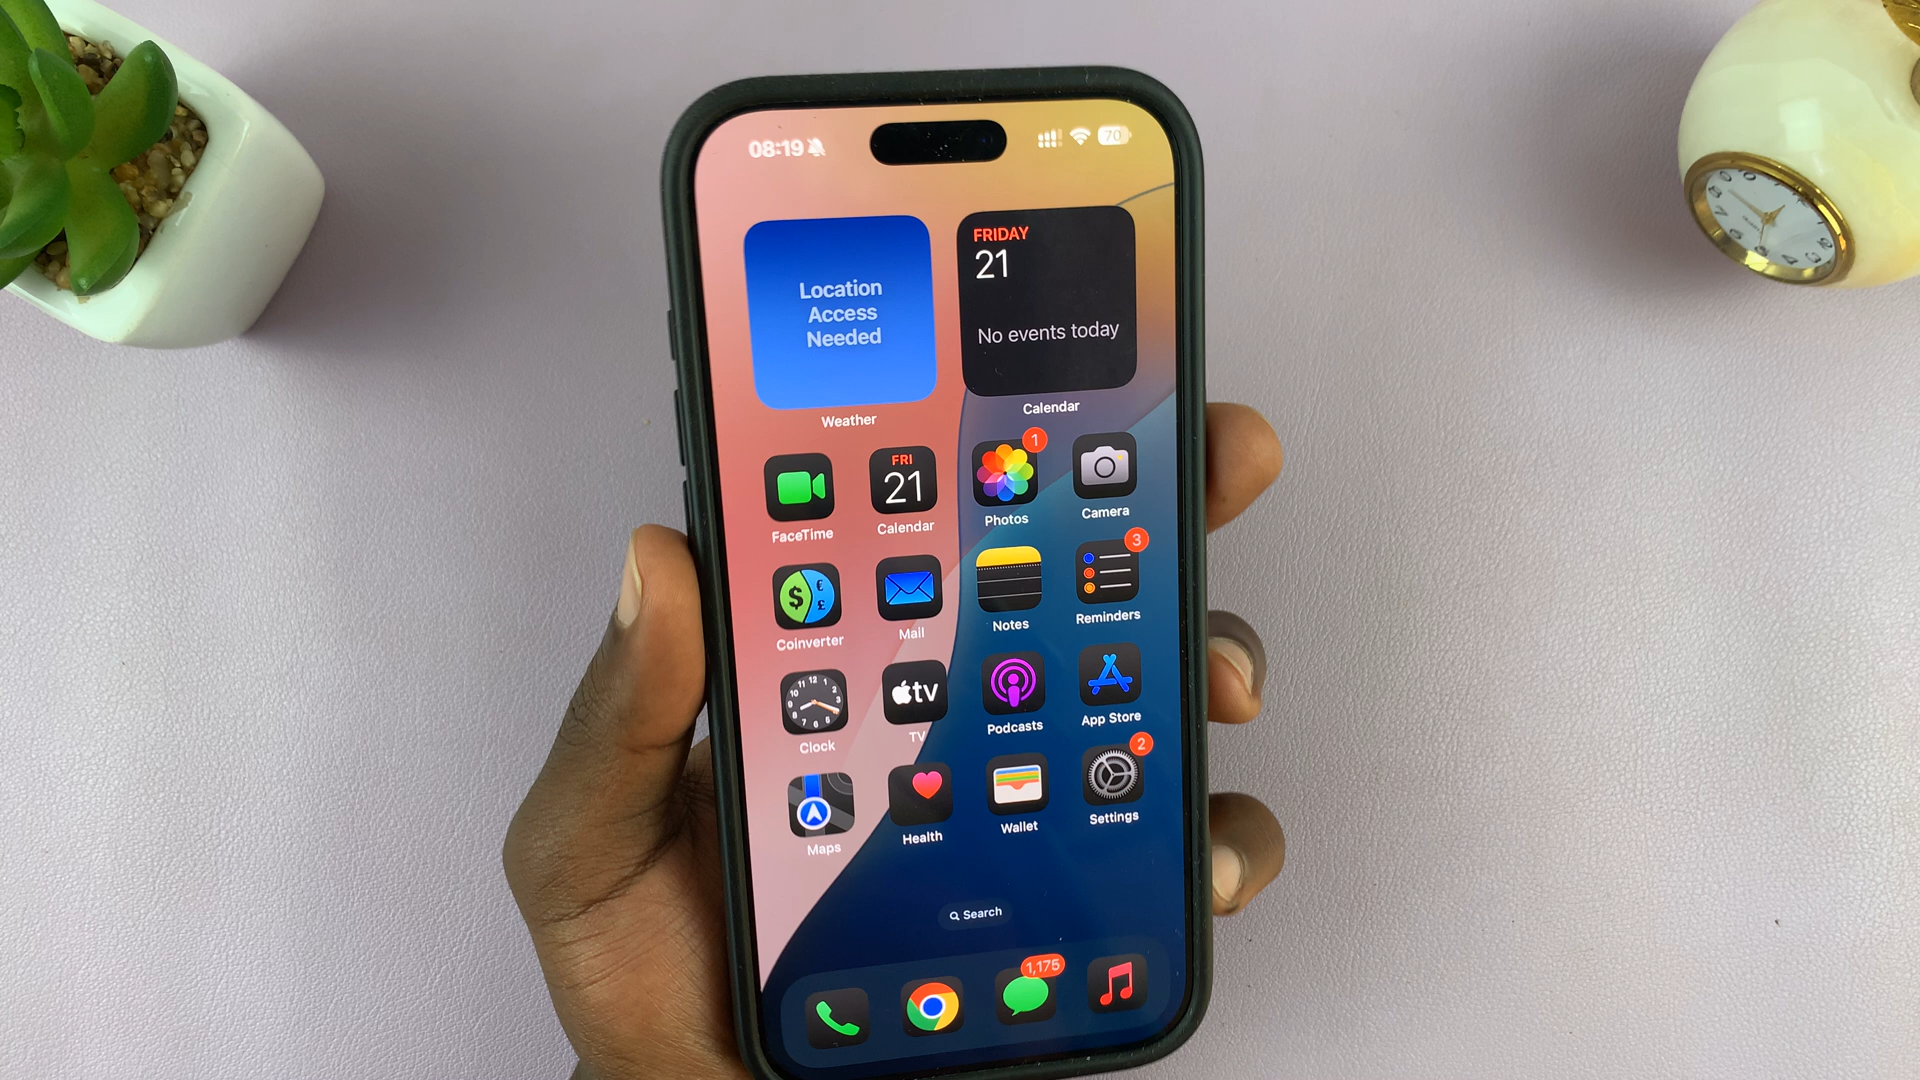 08:19
70
Location
Access
Needed
Weather
FRIDAY
21
No events today
Calendar
FaceTime
FRI
21
Calendar
1
Photos
Camera
$ € £
Coinverter
Mail
Notes
3
Reminders
Clock
tv
TV
Podcasts
App Store
Maps
Health
Wallet
2
Settings
Search
1,175